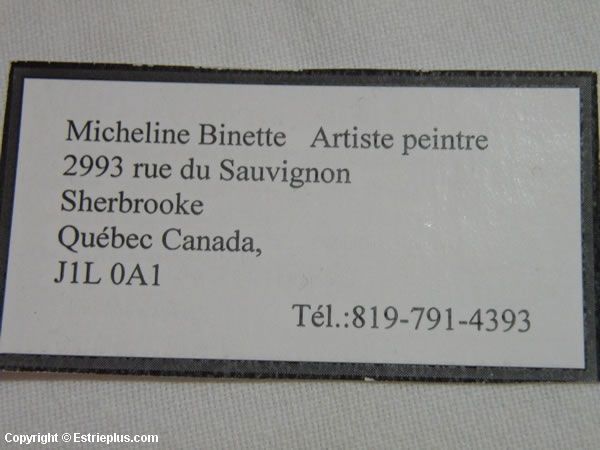 Micheline Binette Artiste peintre
2993 rue du Sauvignon
Sherbrooke
Québec Canada,
J1L 0A1
Tél.:819-791-4393
Copyright © Estrieplus.com